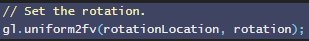 // Set the rotation.
gl.uniform2fv(rotationLocation, rotation);